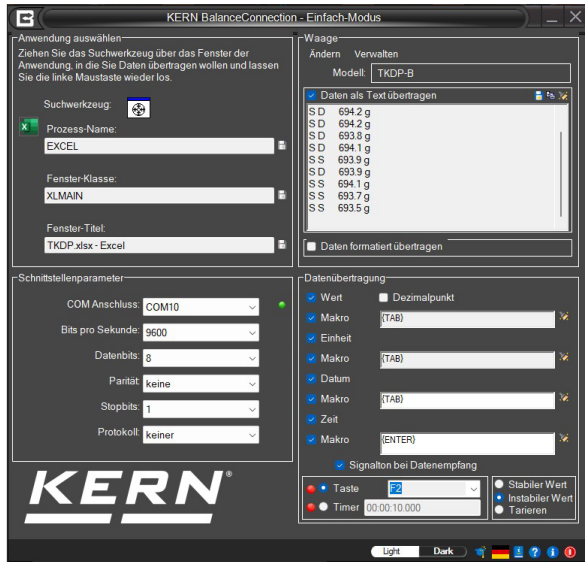 KERN BalanceConnection - Einfach-Modus
Anwendung auswählen
Ziehen Sie das Suchwerkzeug über das Fenster der
Anwendung, in die Sie Daten übertragen wollen und lassen
Sie die linke Maustaste wieder los.
Suchwerkzeug:
Prozess-Name:
EXCEL
Fenster-Klasse:
XLMAIN
Fenster-Titel:
TKDP.xlsx - Excel
Waage
Ändern Verwalten
Modell: TKDP-B
Daten als Text übertragen
S D 694.2 g
S D 694.2 g
S D 693.8 g
S D 694.1 g
S S 693.9 g
S D 693.9 g
S S 694.1 g
S S 693.7 g
S S 693.5 g
Daten formatiert übertragen
Schnittstellenparameter
COM Anschluss: COM10
Bits pro Sekunde: 9600
Datenbits: 8
Parität: keine
Stopbits: 1
Protokoll: keiner
KERN®
Datenübertragung
Wert Dezimalpunkt
Makro {TAB}
Einheit
Makro {TAB}
Datum
Makro {TAB}
Zeit
Makro {ENTER}
Signalton bei Datenempfang
Taste F2
Timer 00:00:10.000
Stabiler Wert
Instabiler Wert
Tarieren
Light Dark